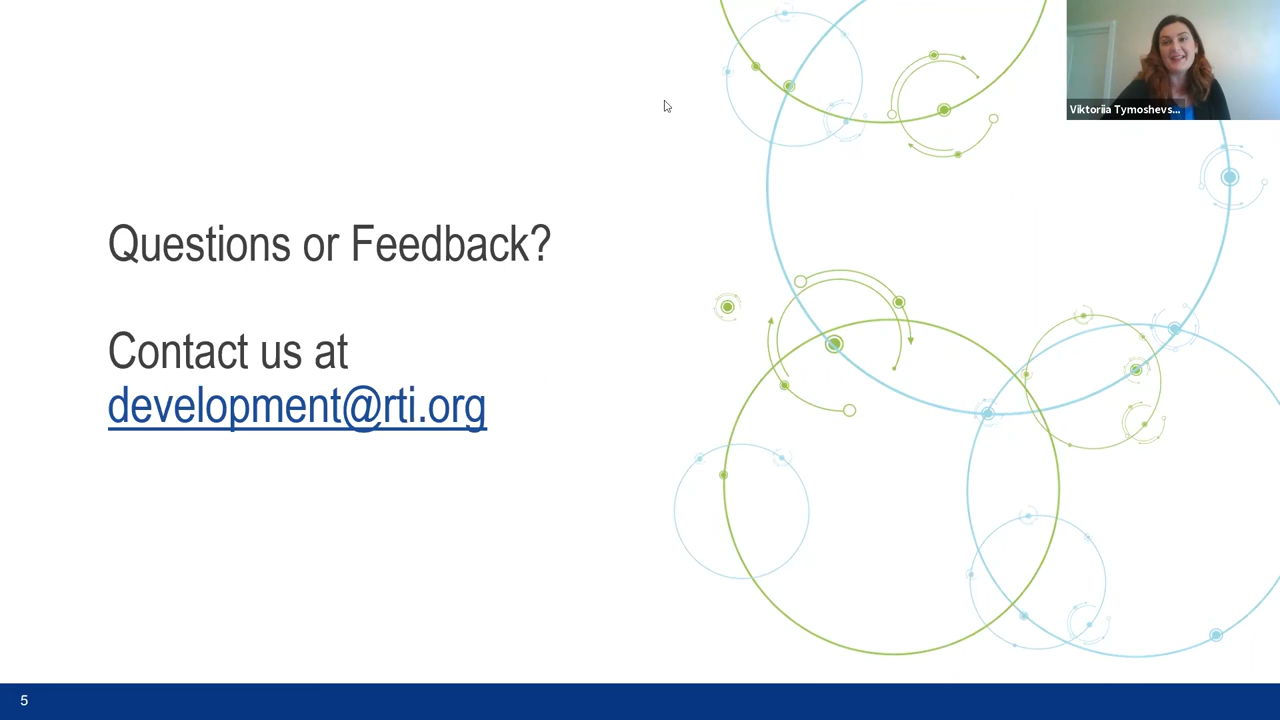 Viktoriia Tymoshevs...
Questions or Feedback?
Contact us at
development@rti.org
5